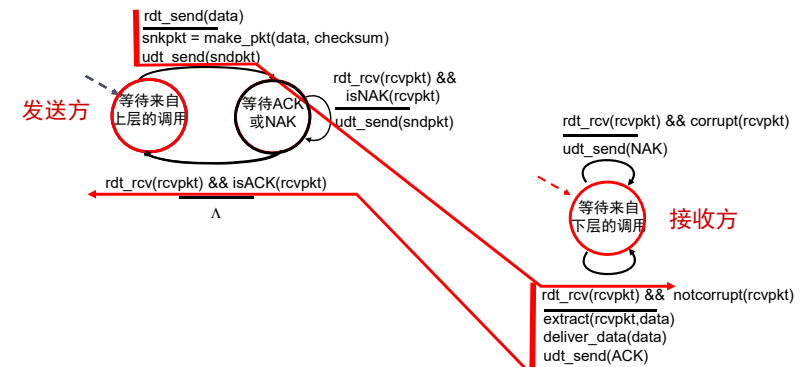 rdt_send(data)
snkpkt = make_pkt(data, checksum)
udt_send(sndpkt)
发送方
等待来自
上层的调用
等待ACK
或NAK
rdt_rcv(rcvpkt) &&
isNAK(rcvpkt)
udt_send(sndpkt)
rdt_rcv(rcvpkt) && isACK(rcvpkt)
Λ
rdt_rcv(rcvpkt) && corrupt(rcvpkt)
udt_send(NAK)
等待来自
下层的调用
接收方
rdt_rcv(rcvpkt) && notcorrupt(rcvpkt)
extract(rcvpkt,data)
deliver_data(data)
udt_send(ACK)